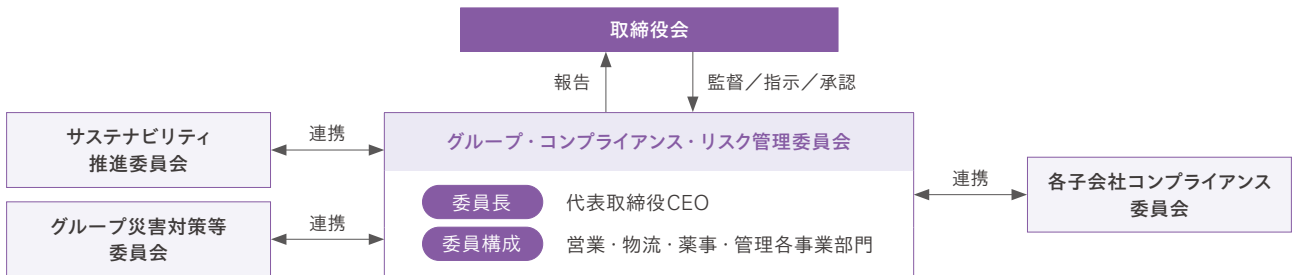 取締役会
報告
監督／指示／承認
サステナビリティ
推進委員会
連携
グループ・コンプライアンス・リスク管理委員会
委員長
代表取締役CEO
連携
各子会社コンプライアンス
委員会
グループ災害対策等
委員会
連携
委員構成
営業・物流・薬事・管理各事業部門